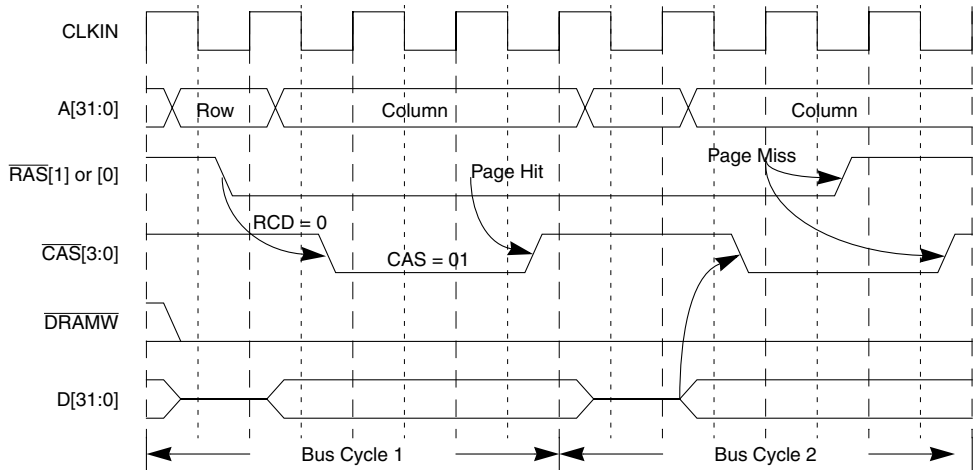 CLKIN
A[31:0]
Row
Column
Column
RAS[1] or [0]
Page Hit
Page Miss
RCD = 0
CAS[3:0]
CAS = 01
DRAMW
D[31:0]
Bus Cycle 1
Bus Cycle 2